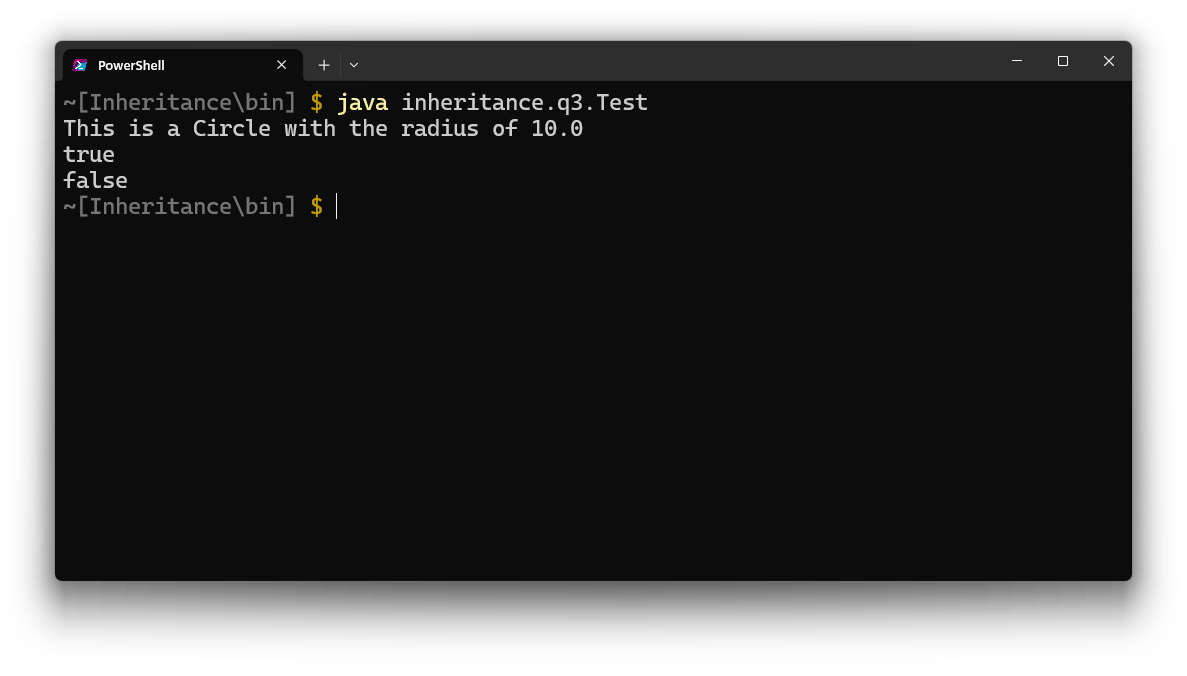 PowerShell
~[Inheritance\bin] $ java inheritance.q3.Test
This is a Circle with the radius of 10.0
true
false
~[Inheritance\bin] $